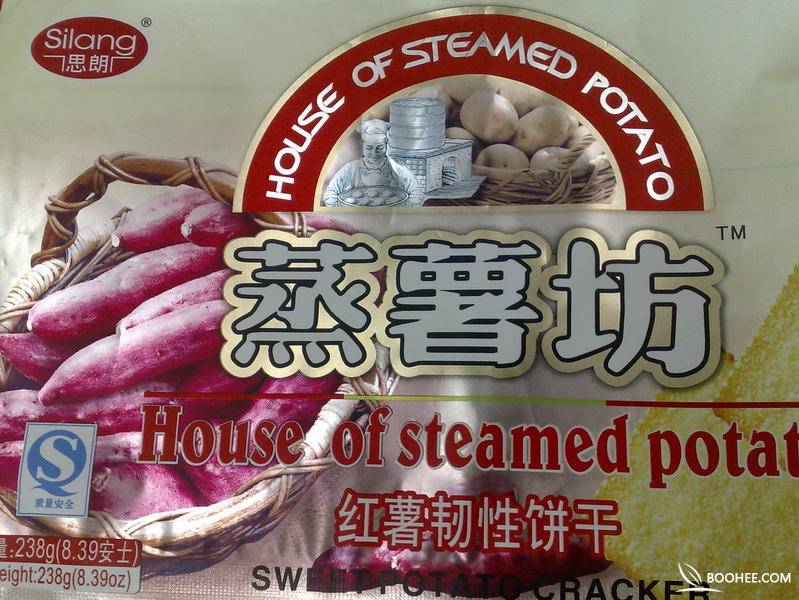 Silang®
思朗
HOUSE OF STEAMED POTATO
蒸薯坊™
House of steamed potat
红薯韧性饼干
质量安全
量:238g(8.39安士)
eight:238g(8.39oz)
SWEET POTATO CRACKER
BOOHEE.COM